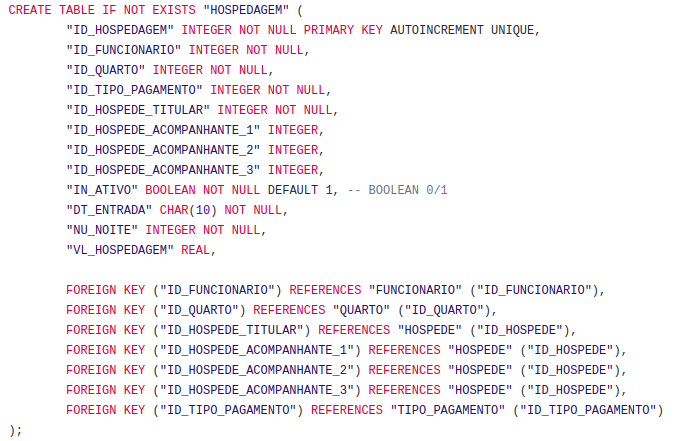 CREATE TABLE IF NOT EXISTS "HOSPEDAGEM" (
"ID_HOSPEDAGEM" INTEGER NOT NULL PRIMARY KEY AUTOINCREMENT UNIQUE,
"ID_FUNCIONARIO" INTEGER NOT NULL,
"ID_QUARTO" INTEGER NOT NULL,
"ID_TIPO_PAGAMENTO" INTEGER NOT NULL,
"ID_HOSPEDE_TITULAR" INTEGER NOT NULL,
"ID_HOSPEDE_ACOMPANHANTE_1" INTEGER,
"ID_HOSPEDE_ACOMPANHANTE_2" INTEGER,
"ID_HOSPEDE_ACOMPANHANTE_3" INTEGER,
"IN_ATIVO" BOOLEAN NOT NULL DEFAULT 1, -- BOOLEAN 0/1
"DT_ENTRADA" CHAR(10) NOT NULL,
"NU_NOITE" INTEGER NOT NULL,
"VL_HOSPEDAGEM" REAL,
FOREIGN KEY ("ID_FUNCIONARIO") REFERENCES "FUNCIONARIO" ("ID_FUNCIONARIO"),
FOREIGN KEY ("ID_QUARTO") REFERENCES "QUARTO" ("ID_QUARTO"),
FOREIGN KEY ("ID_HOSPEDE_TITULAR") REFERENCES "HOSPEDE" ("ID_HOSPEDE"),
FOREIGN KEY ("ID_HOSPEDE_ACOMPANHANTE_1") REFERENCES "HOSPEDE" ("ID_HOSPEDE"),
FOREIGN KEY ("ID_HOSPEDE_ACOMPANHANTE_2") REFERENCES "HOSPEDE" ("ID_HOSPEDE"),
FOREIGN KEY ("ID_HOSPEDE_ACOMPANHANTE_3") REFERENCES "HOSPEDE" ("ID_HOSPEDE"),
FOREIGN KEY ("ID_TIPO_PAGAMENTO") REFERENCES "TIPO_PAGAMENTO" ("ID_TIPO_PAGAMENTO")
);